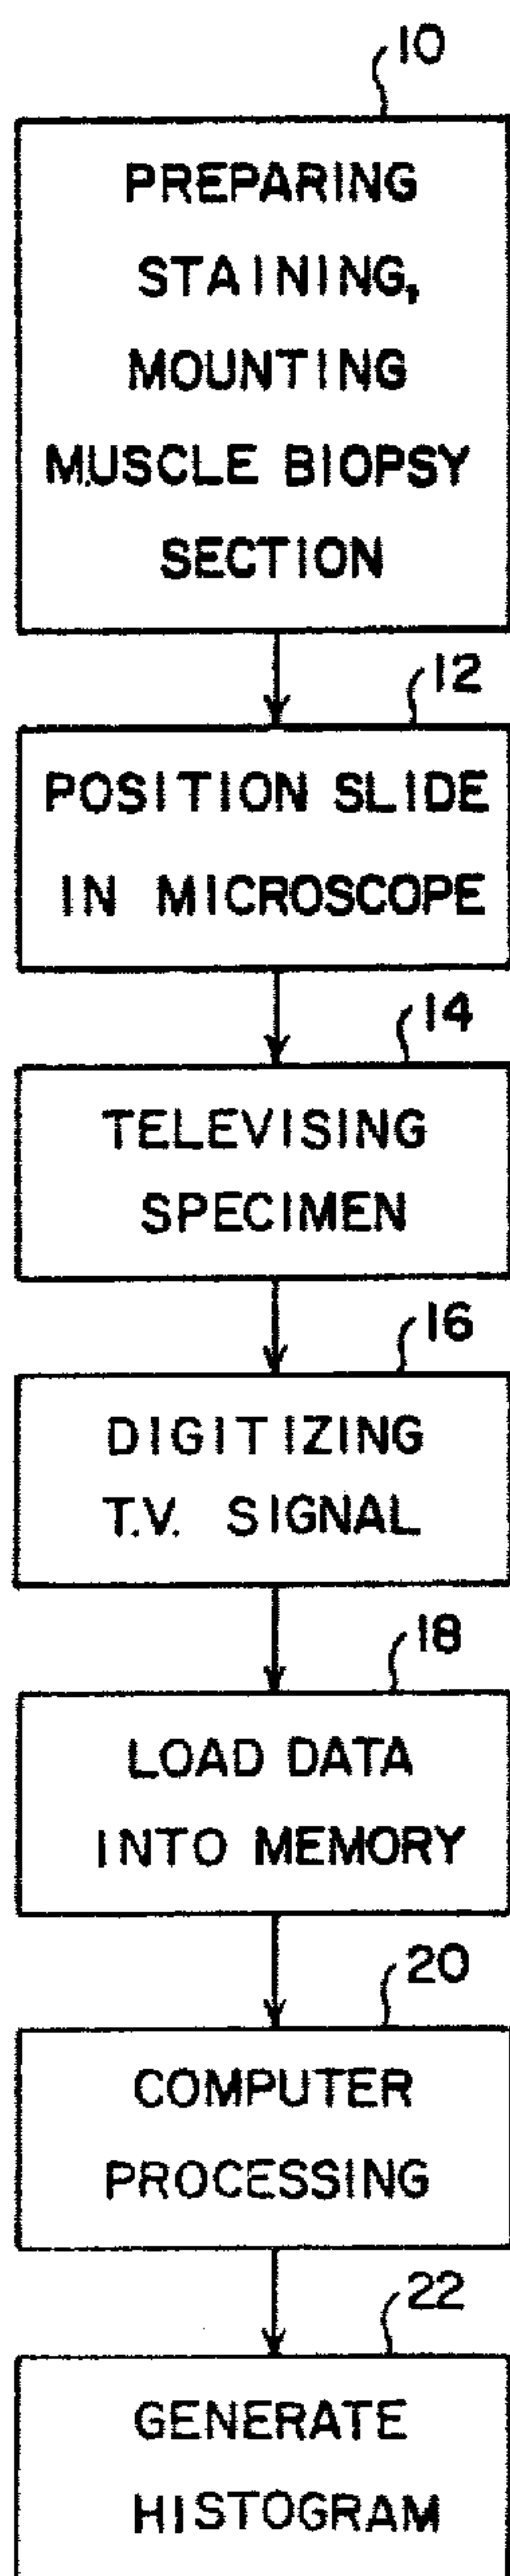 10
PREPARING
STAINING,
MOUNTING
MUSCLE BIOPSY
SECTION
12
POSITION SLIDE
IN MICROSCOPE
14
TELEVISING
SPECIMEN
16
DIGITIZING
T.V. SIGNAL
18
LOAD DATA
INTO MEMORY
20
COMPUTER
PROCESSING
22
GENERATE
HISTOGRAM